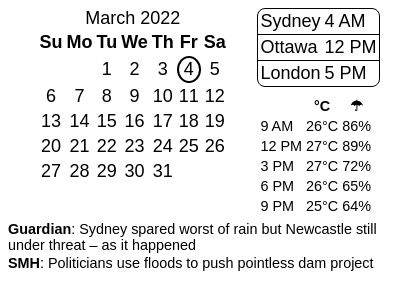 March 2022
Su Mo Tu We Th Fr Sa
1 2 3 4 5
6 7 8 9 10 11 12
13 14 15 16 17 18 19
20 21 22 23 24 25 26
27 28 29 30 31
Sydney 4 AM
Ottawa 12 PM
London 5 PM
°C ☂
9 AM 26°C 86%
12 PM 27°C 89%
3 PM 27°C 72%
6 PM 26°C 65%
9 PM 25°C 64%
Guardian: Sydney spared worst of rain but Newcastle still
under threat – as it happened
SMH: Politicians use floods to push pointless dam project